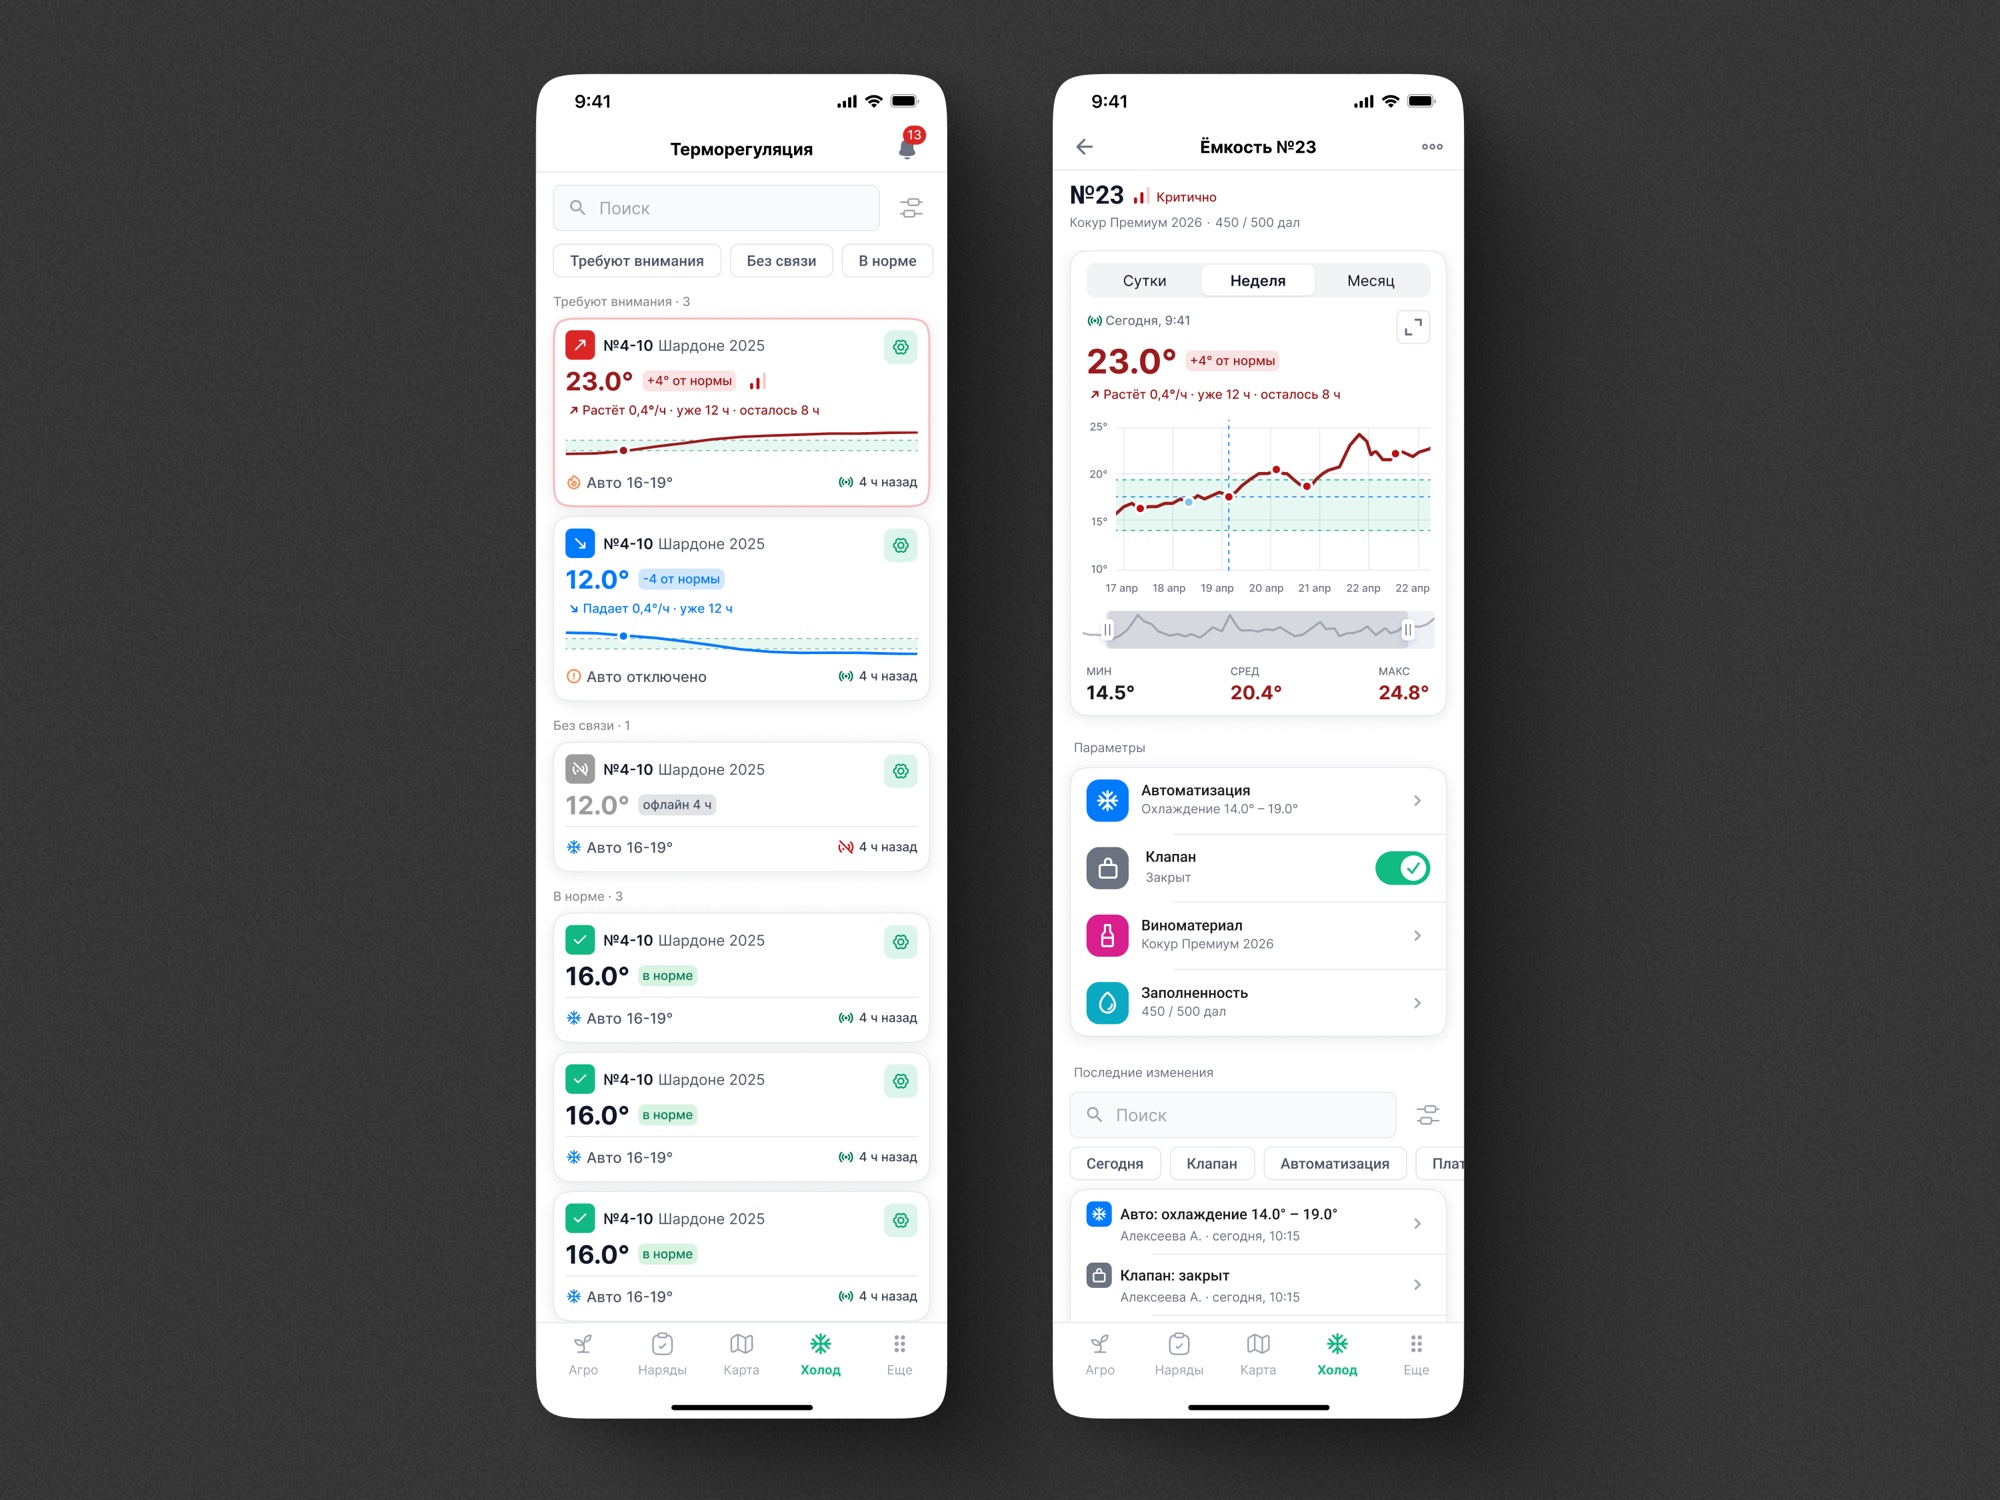 9:41
Терморегуляция
13
Поиск
Требуют внимания
Без связи
В норме
Требуют внимания · 3
№4-10 Шардоне 2025
23.0° +4° от нормы
Растёт 0,4°/ч · уже 12 ч · осталось 8 ч
Авто 16-19°
4 ч назад
№4-10 Шардоне 2025
12.0° -4 от нормы
Падает 0,4°/ч · уже 12 ч
Авто отключено
4 ч назад
Без связи · 1
№4-10 Шардоне 2025
12.0° офлайн 4 ч
Авто 16-19°
4 ч назад
В норме · 3
№4-10 Шардоне 2025
16.0° в норме
Авто 16-19°
4 ч назад
№4-10 Шардоне 2025
16.0° в норме
Авто 16-19°
4 ч назад
№4-10 Шардоне 2025
16.0° в норме
Авто 16-19°
4 ч назад
Агро
Наряды
Карта
Холод
Еще
9:41
Ёмкость №23
№23 Критично
Кокур Премиум 2026 · 450 / 500 дал
Сутки
Неделя
Месяц
Сегодня, 9:41
23.0° +4° от нормы
Растёт 0,4°/ч · уже 12 ч · осталось 8 ч
25°
20°
15°
10°
17 апр
18 апр
19 апр
20 апр
21 апр
22 апр
22 апр
МИН
14.5°
СРЕД
20.4°
МАКС
24.8°
Параметры
Автоматизация
Охлаждение 14.0° – 19.0°
Клапан
Закрыт
Виноматериал
Кокур Премиум 2026
Заполненность
450 / 500 дал
Последние изменения
Поиск
Сегодня
Клапан
Автоматизация
Плат
Авто: охлаждение 14.0° – 19.0°
Алексеева А. · сегодня, 10:15
Клапан: закрыт
Алексеева А. · сегодня, 10:15
Агро
Наряды
Карта
Холод
Еще